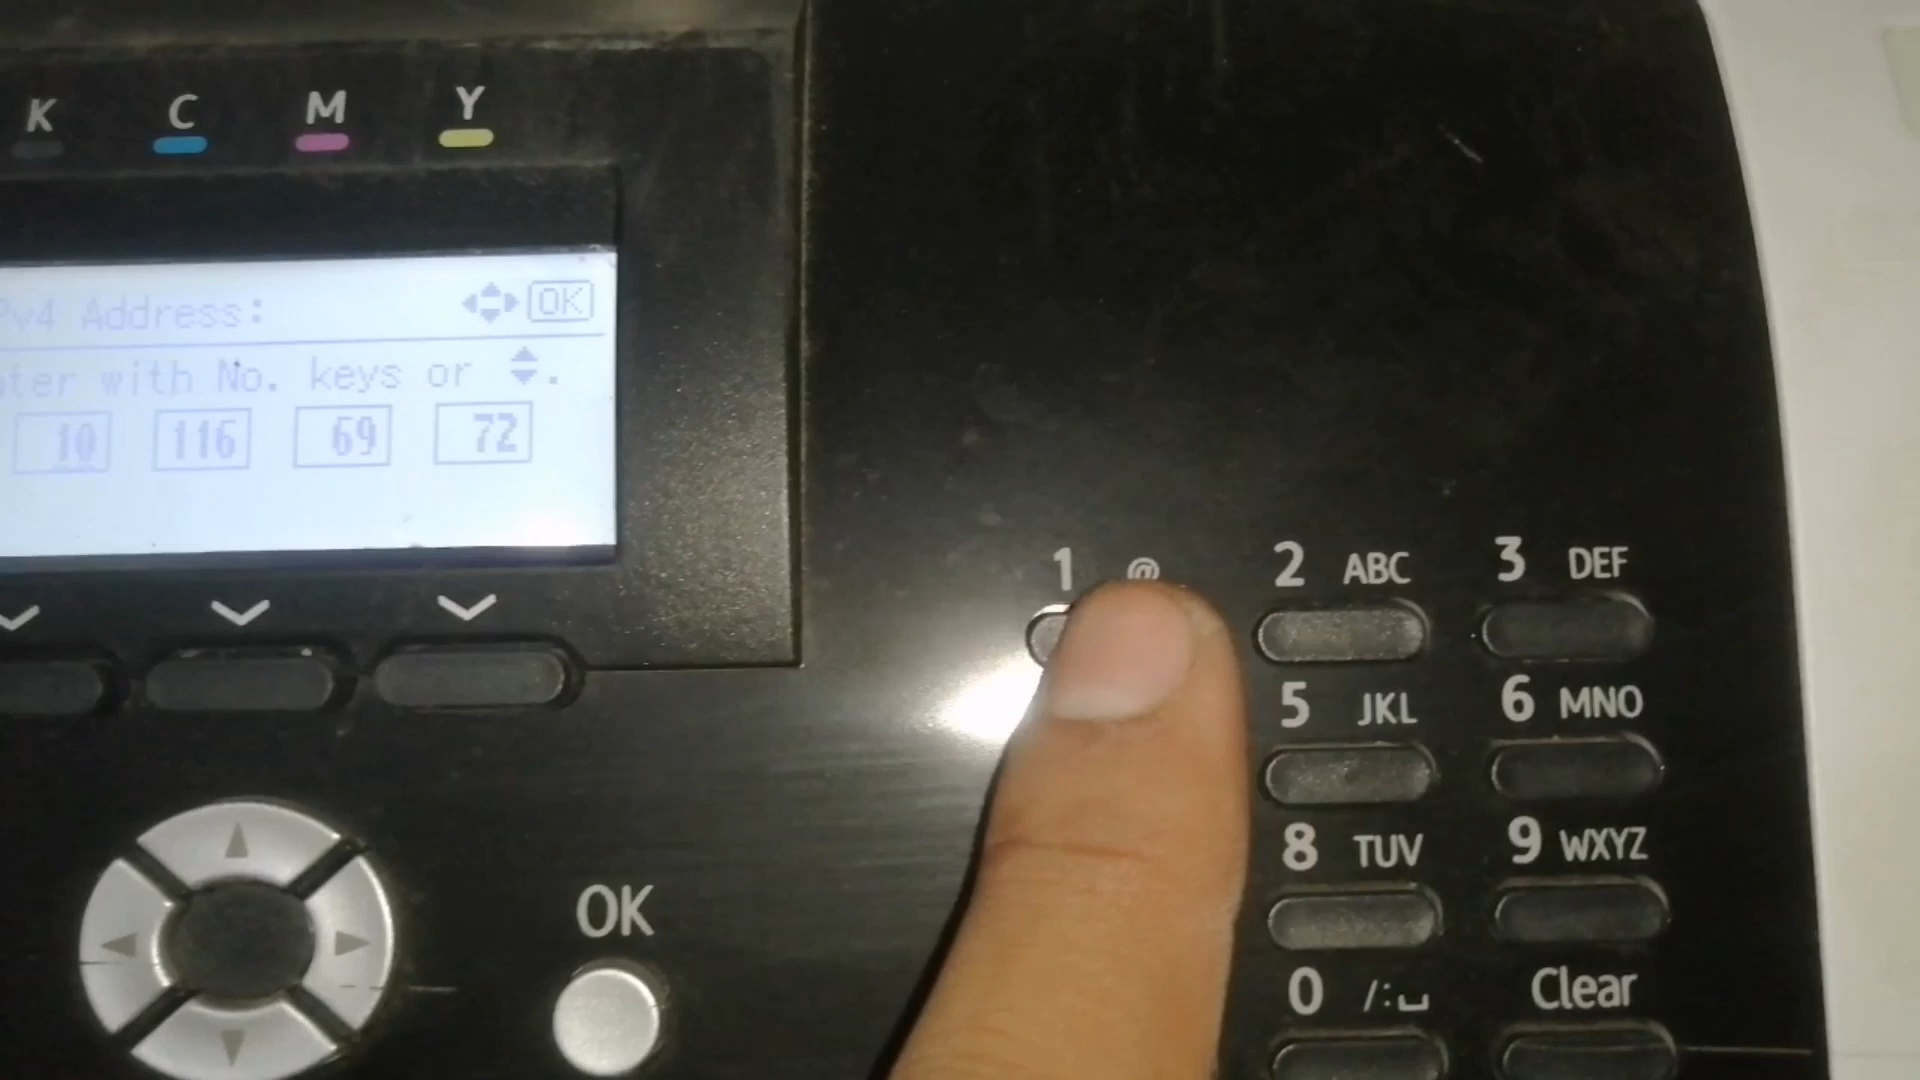 K C M Y
Pv4 Address: OK
nter with No. keys or
10 116 69 72
1 @ 2 ABC 3 DEF
5 JKL 6 MNO
8 TUV 9 WXYZ
OK
0 /:⌴ Clear